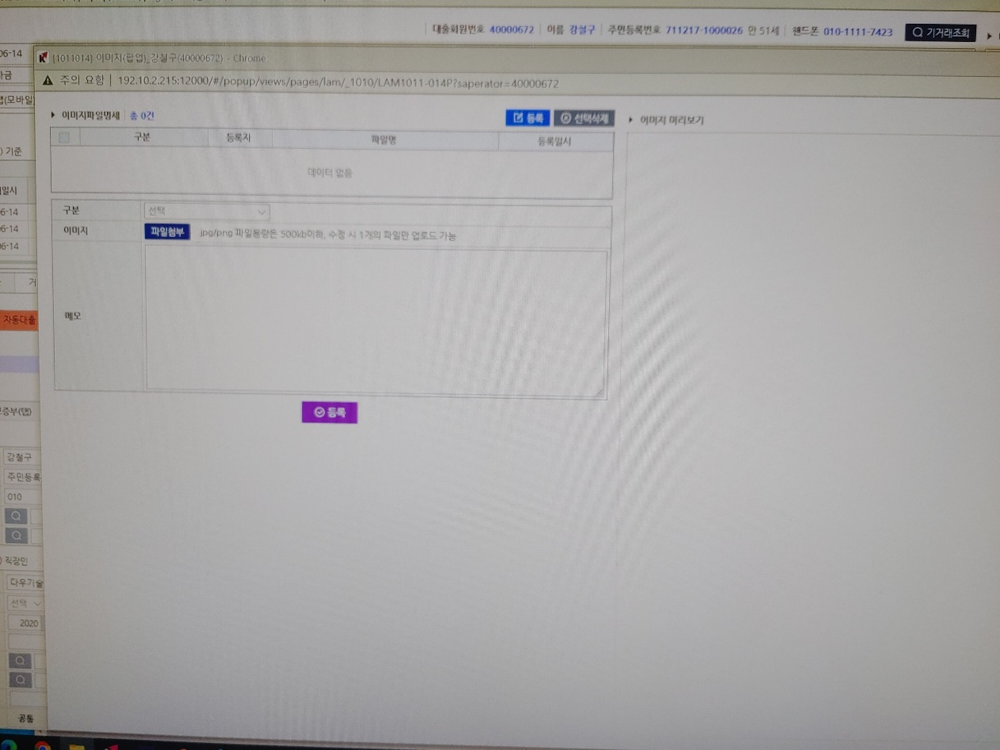 대출회원번호 40000672 이름 강철구 주민등록번호 711217-1000026 만 51세 핸드폰 010-1111-7423 기거래조회
06-14
[1011014] 이미지(팝업)_강철구(40000672) - Chrome
주의 요함 192.10.2.215:12000/#/popup/views/pages/lam/_1010/LAM1011-014P?saperator=40000672
(모바일)
이미지파일명세 총 0건 등록 선택삭제 이미지 미리보기
구분 등록자 파일명 등록일시
) 기준
데이터 없음
일시
구분 선택
6-14
이미지 파일첨부 jpg/png 파일용량은 500kb이하, 수정 시 1개의 파일만 업로드 가능
6-14
6-14
거
메모
자동대출
등록
증부(맵)
강철구
주민등록
010
직장인
다우기술
선택
2020
공통